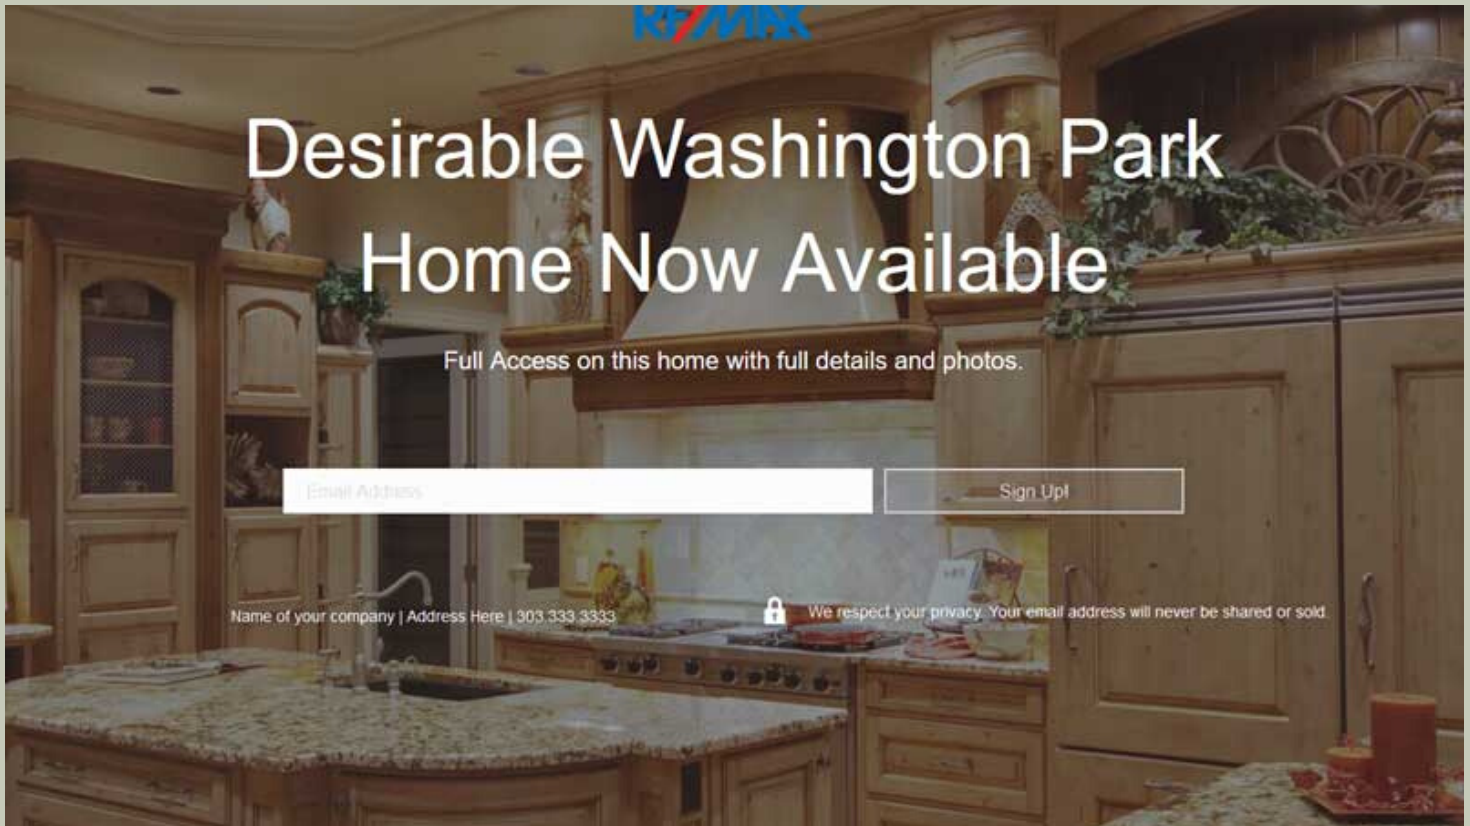 RE/MAX
Desirable Washington Park
Home Now Available
Full Access on this home with full details and photos.
Email Address
Sign Up!
Name of your company | Address Here | 303.333.3333
We respect your privacy. Your email address will never be shared or sold.